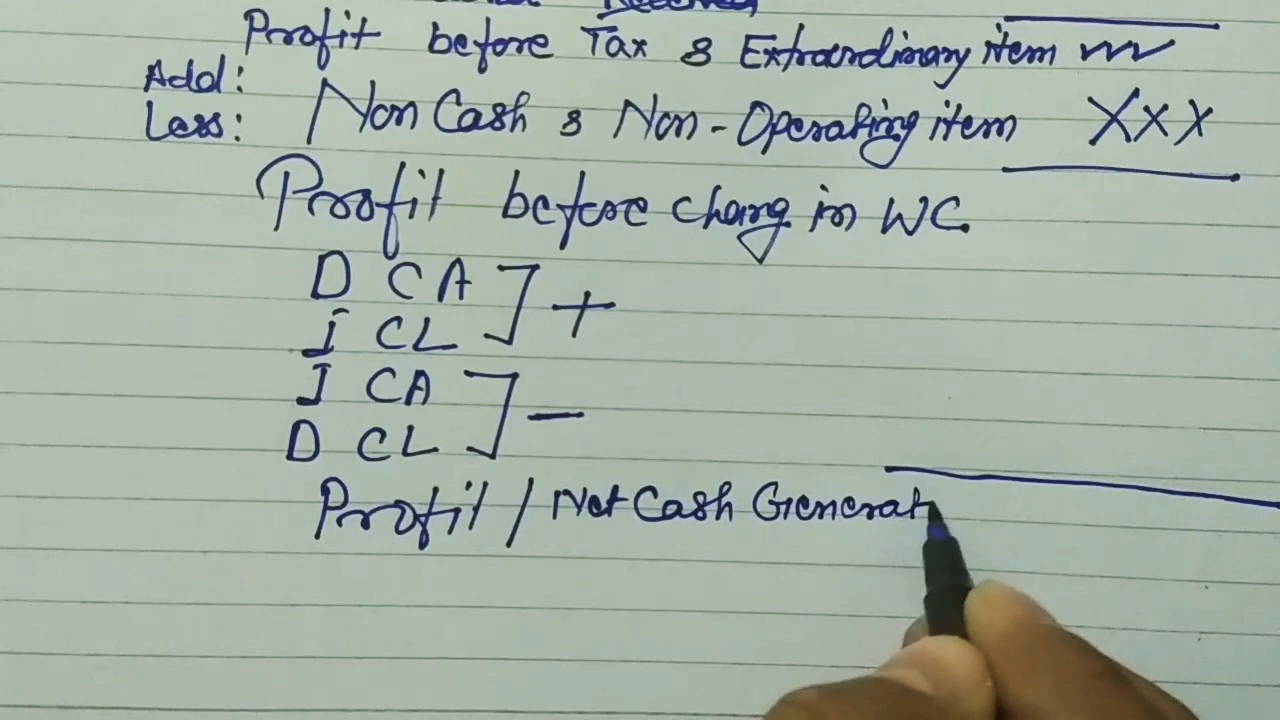 Profit before Tax & Extraordinary item
Add:
Less: Non Cash & Non-Operating item XXX
Profit before chang in WC
D CA
I CL +
I CA
D CL -
Profit / Net Cash Generat